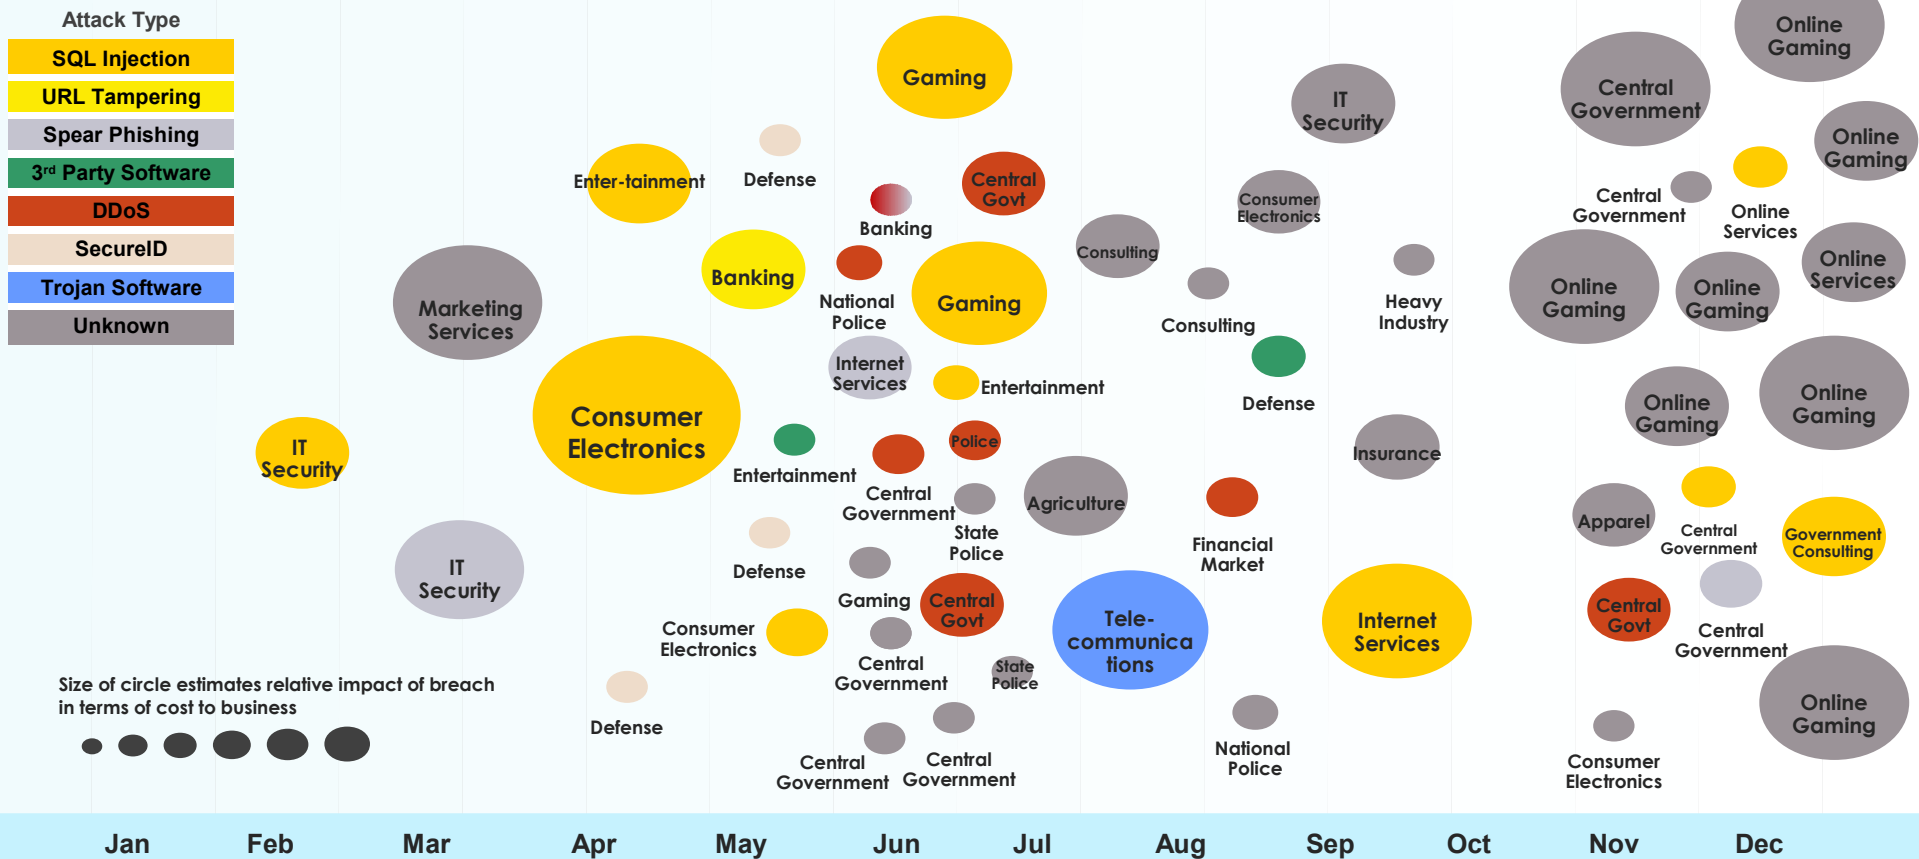 Attack Type
SQL Injection
URL Tampering
Spear Phishing
3rd Party Software
DDoS
SecureID
Trojan Software
Unknown
Gaming
Online
Gaming
Central
Government
IT
Security
Online
Gaming
Enter-tainment
Defense
Banking
Central
Govt
Consumer
Electronics
Central
Government
Online
Services
Marketing
Services
Banking
National
Police
Gaming
Consulting
Consulting
Heavy
Industry
Online
Gaming
Online
Gaming
Online
Services
Internet
Services
Entertainment
Defense
Consumer
Electronics
Online
Gaming
Online
Gaming
IT
Security
Entertainment
Central
Government
Police
State
Police
Agriculture
Insurance
Financial
Market
Apparel
Central
Government
Government
Consulting
IT
Security
Defense
Gaming
Central
Govt
Consumer
Electronics
Central
Government
State
Police
Tele-
communica
tions
Internet
Services
Central
Govt
Central
Government
Defense
Central
Government
Central
Government
National
Police
Consumer
Electronics
Online
Gaming
Size of circle estimates relative impact of breach
in terms of cost to business
Jan
Feb
Mar
Apr
May
Jun
Jul
Aug
Sep
Oct
Nov
Dec